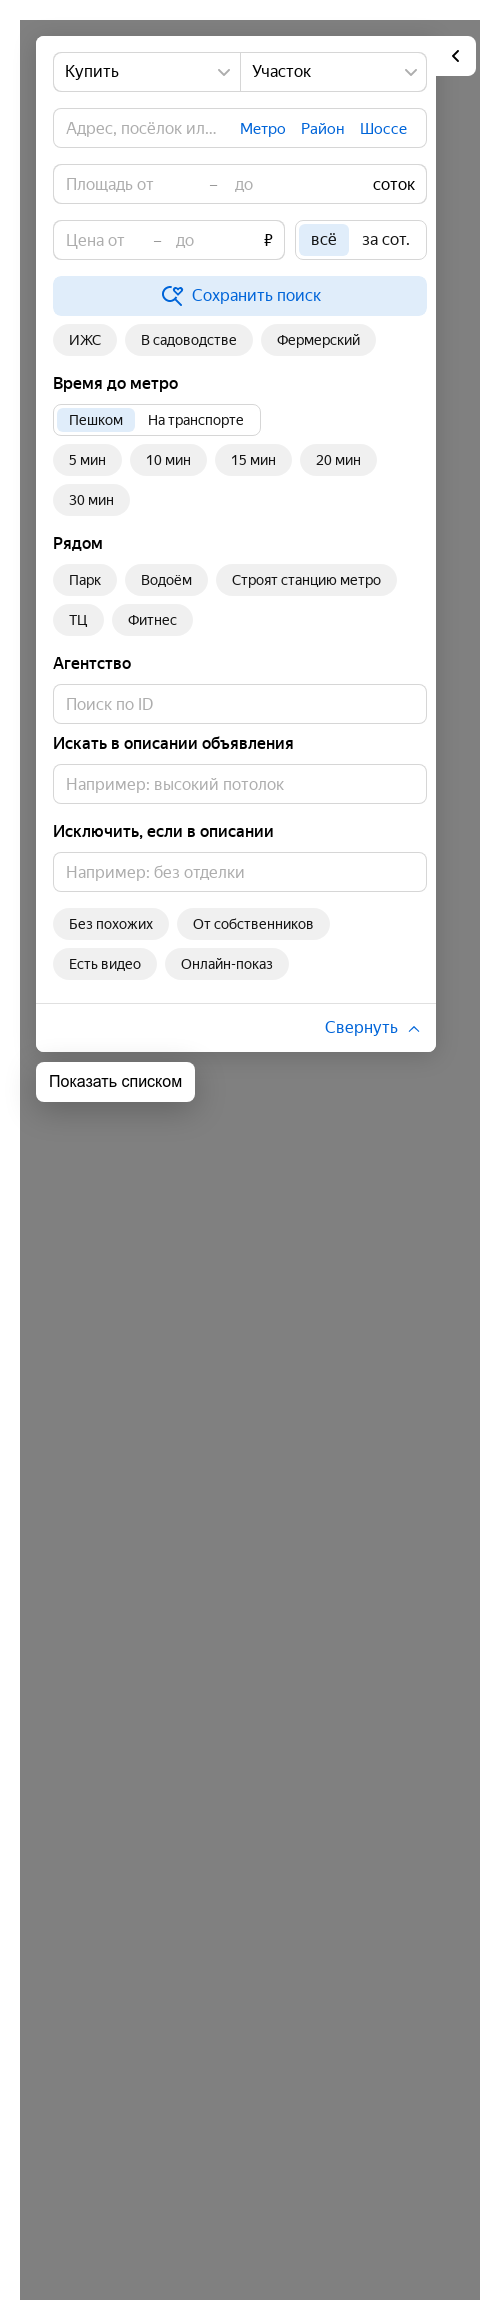 Купить Участок
Адрес, посёлок ил... Метро Район Шоссе
Площадь от – до соток
Цена от – до ₽ всё за сот.
Сохранить поиск
ИЖС В садоводстве Фермерский
Время до метро
Пешком На транспорте
5 мин 10 мин 15 мин 20 мин
30 мин
Рядом
Парк Водоём Строят станцию метро
ТЦ Фитнес
Агентство
Поиск по ID
Искать в описании объявления
Например: высокий потолок
Исключить, если в описании
Например: без отделки
Без похожих От собственников
Есть видео Онлайн-показ
Свернуть
Показать списком